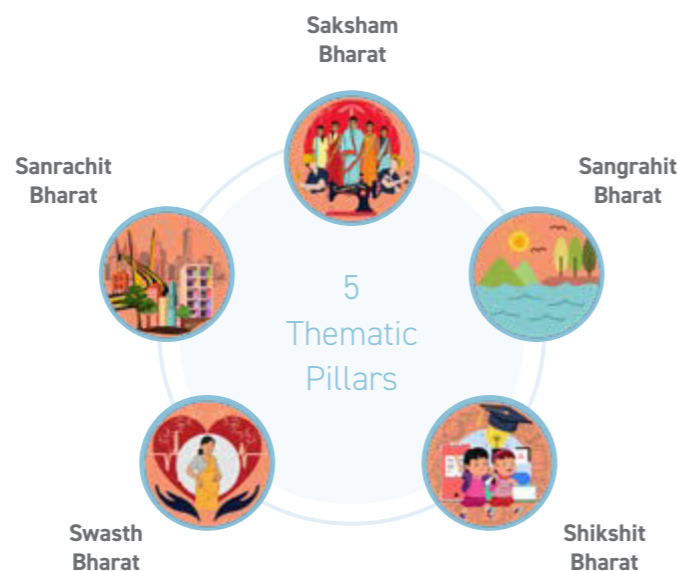 Saksham
Bharat
Sanrachit
Bharat
Sangrahit
Bharat
5
Thematic
Pillars
Swasth
Bharat
Shikshit
Bharat